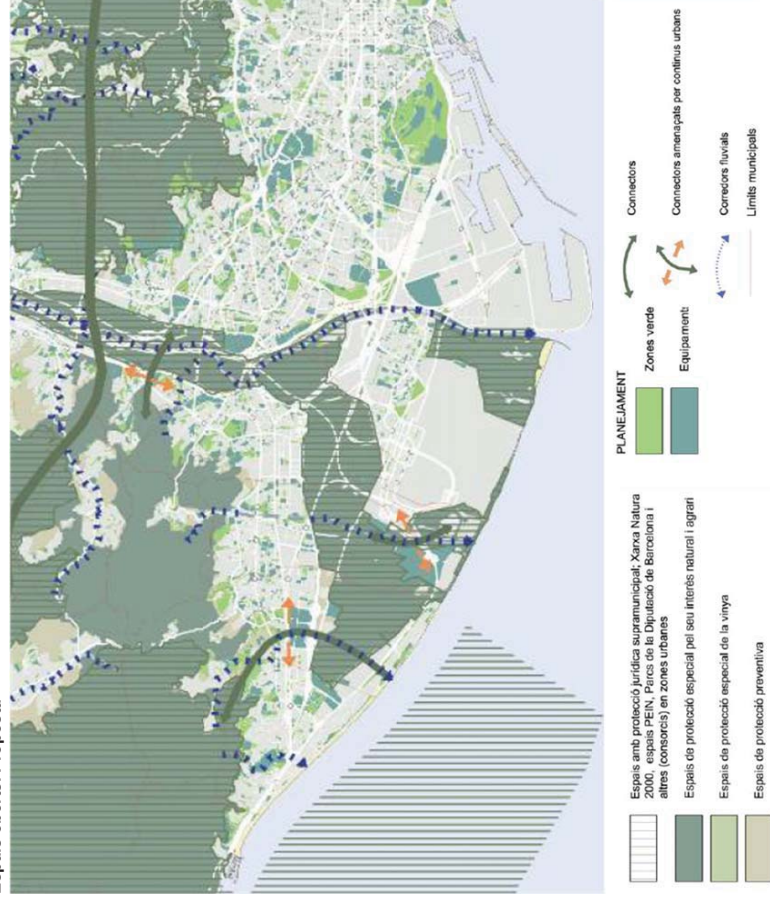 Espais amb protecció jurídica supramunicipal; Xarxa Natura
2000, espais PEIN, Parcs de la Diputació de Barcelona i
altres (consorcis) en zones urbanes
Espais de protecció especial pel seu interès natural i agrari
Espais de protecció especial de la vinya
Espais de protecció preventiva
PLANEJAMENT
Zones verde
Equipaments
Connectors
Connectors amenaçats per continus urbans
Corredors fluvials
Límits municipals